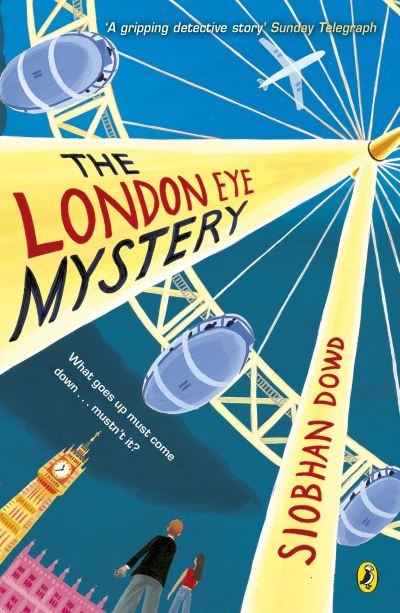 'A gripping detective story' Sunday Telegraph
THE
LONDON EYE
MYSTERY
What goes up must come
down . . . mustn't it?
SIOBHAN DOWD